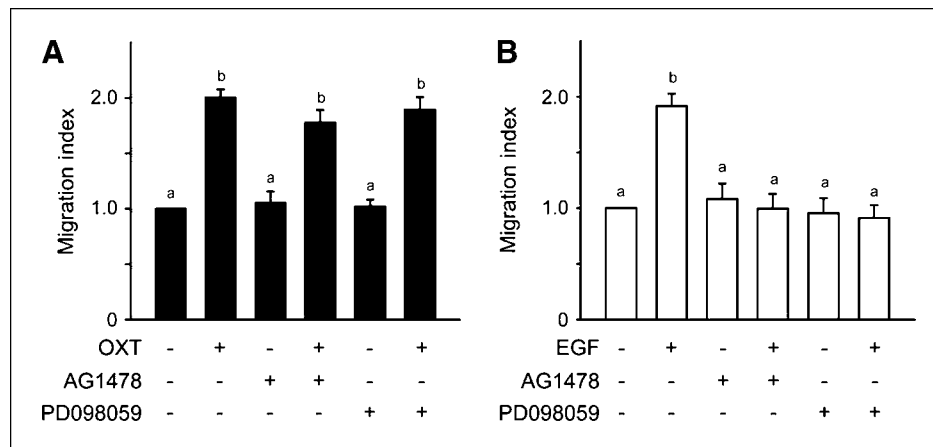 A
Migration index
2.0
1.0
0
a
b
a
b
a
b
OXT - + - + - +
AG1478 - - + + - -
PD098059 - - - - + +
B
Migration index
2.0
1.0
0
a
b
a
a
a
a
EGF - + - + - +
AG1478 - - + + - -
PD098059 - - - - + +